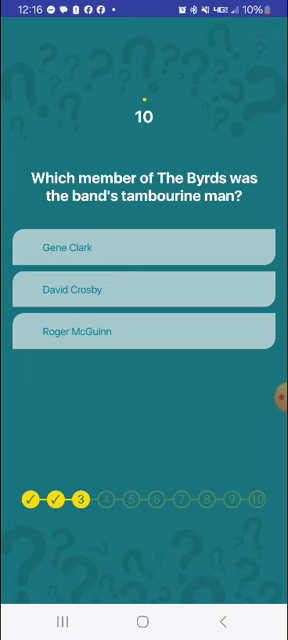 12:16
10%
10
Which member of The Byrds was
the band's tambourine man?
Gene Clark
David Crosby
Roger McGuinn
3 4 5 6 7 8 9 10